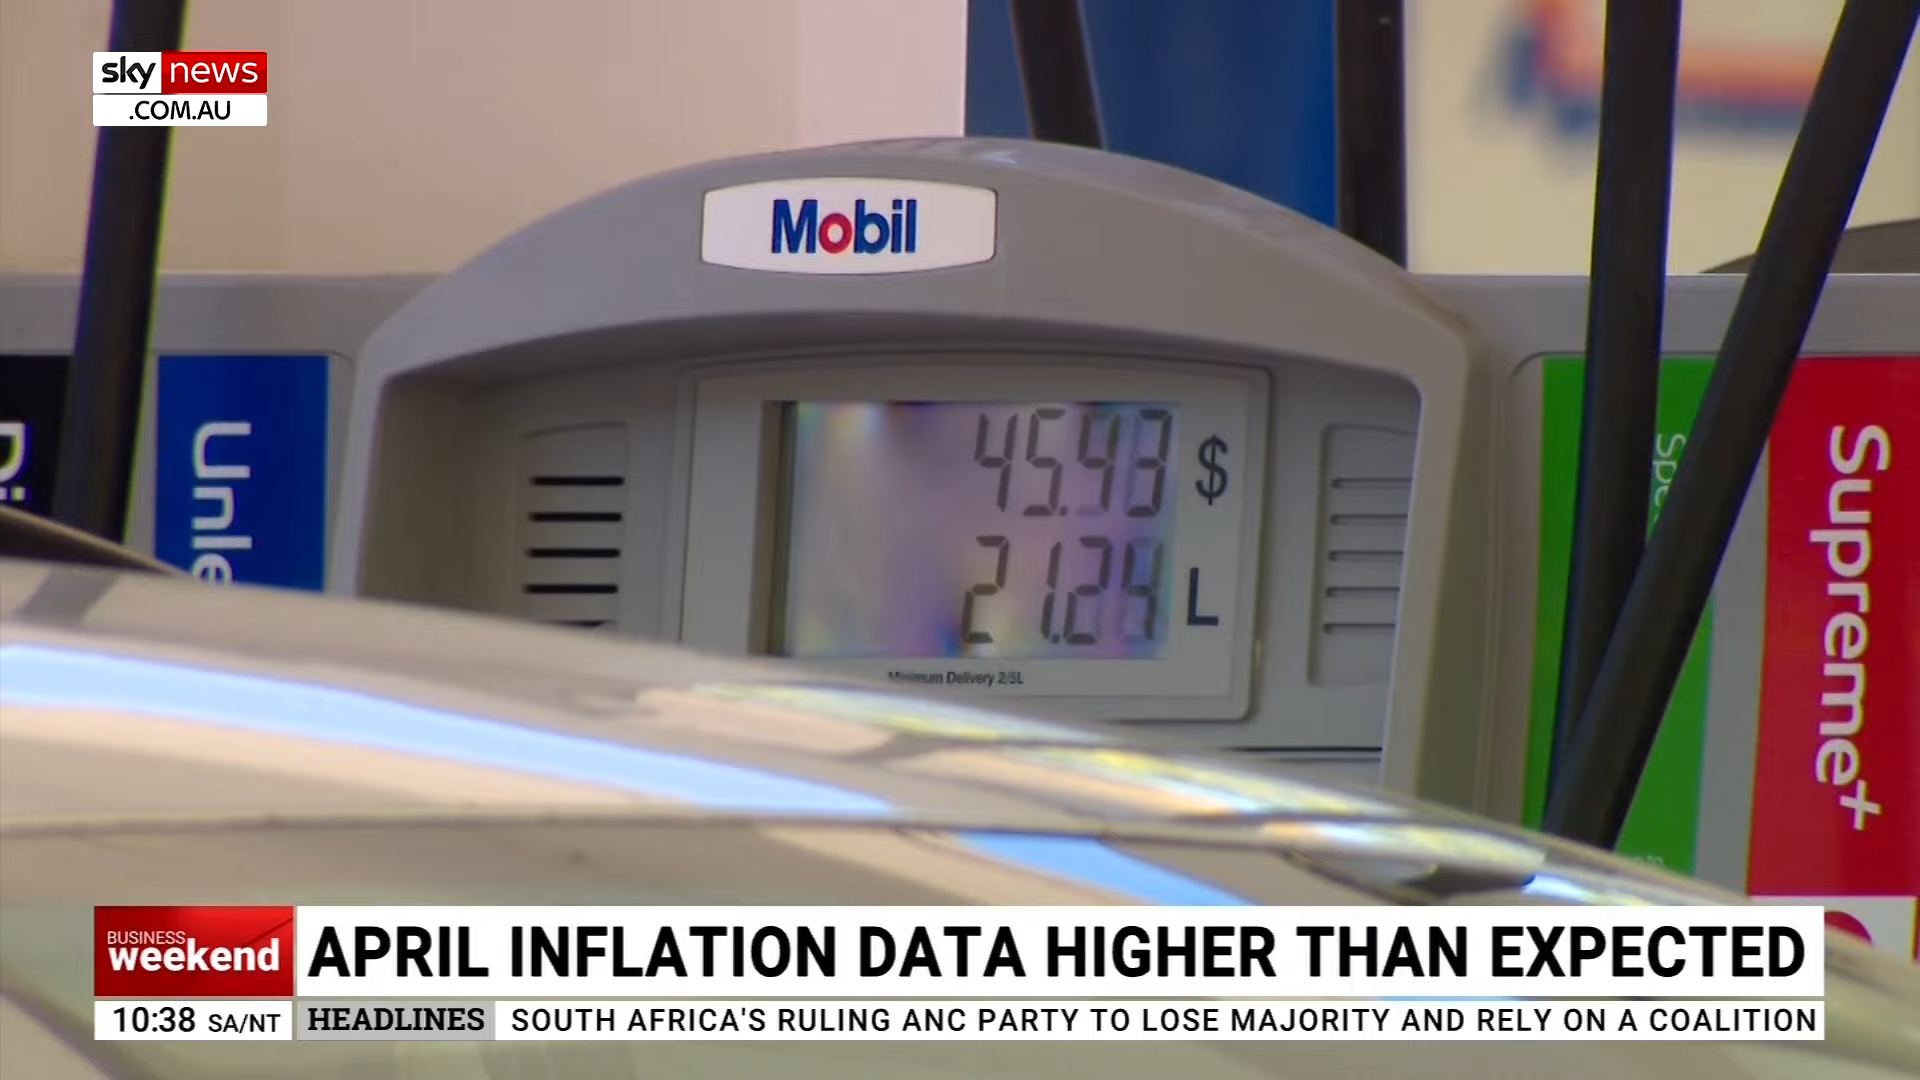 sky news
.COM.AU
Mobil
45.43 $
21.24 L
Minimum Delivery 2/5L
Supreme+
BUSINESS
weekend
APRIL INFLATION DATA HIGHER THAN EXPECTED
10:38 SA/NT
HEADLINES
SOUTH AFRICA'S RULING ANC PARTY TO LOSE MAJORITY AND RELY ON A COALITION